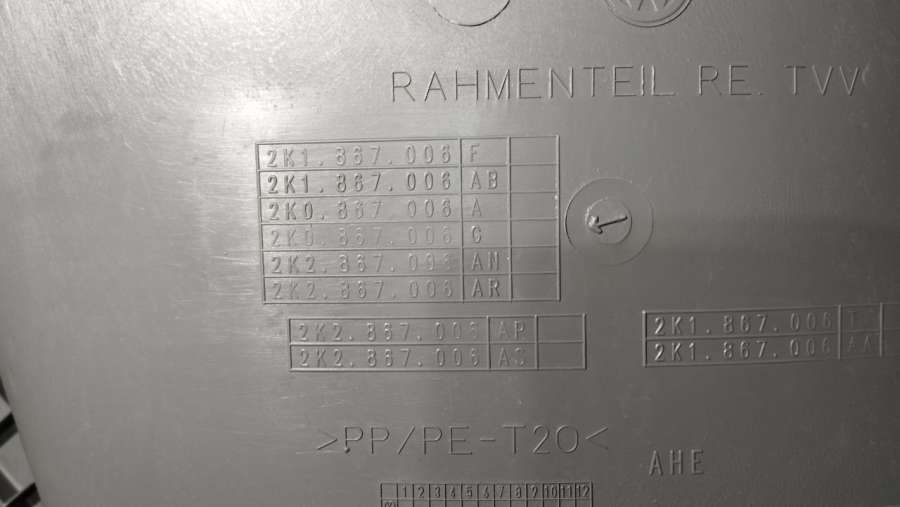 RAHMENTEIL RE. TVV
2K1.867.006 F
2K1.867.006 AB
2K0.867.006 A
2K0.867.006 C
2K2.867.006 AN
2K2.867.006 AR
2K2.867.006 AP
2K2.867.006 AS
2K1.867.006
2K1.867.006 AA
>PP/PE-T20<
AHE
1 2 3 4 5 6 7 8 9 10 11 12